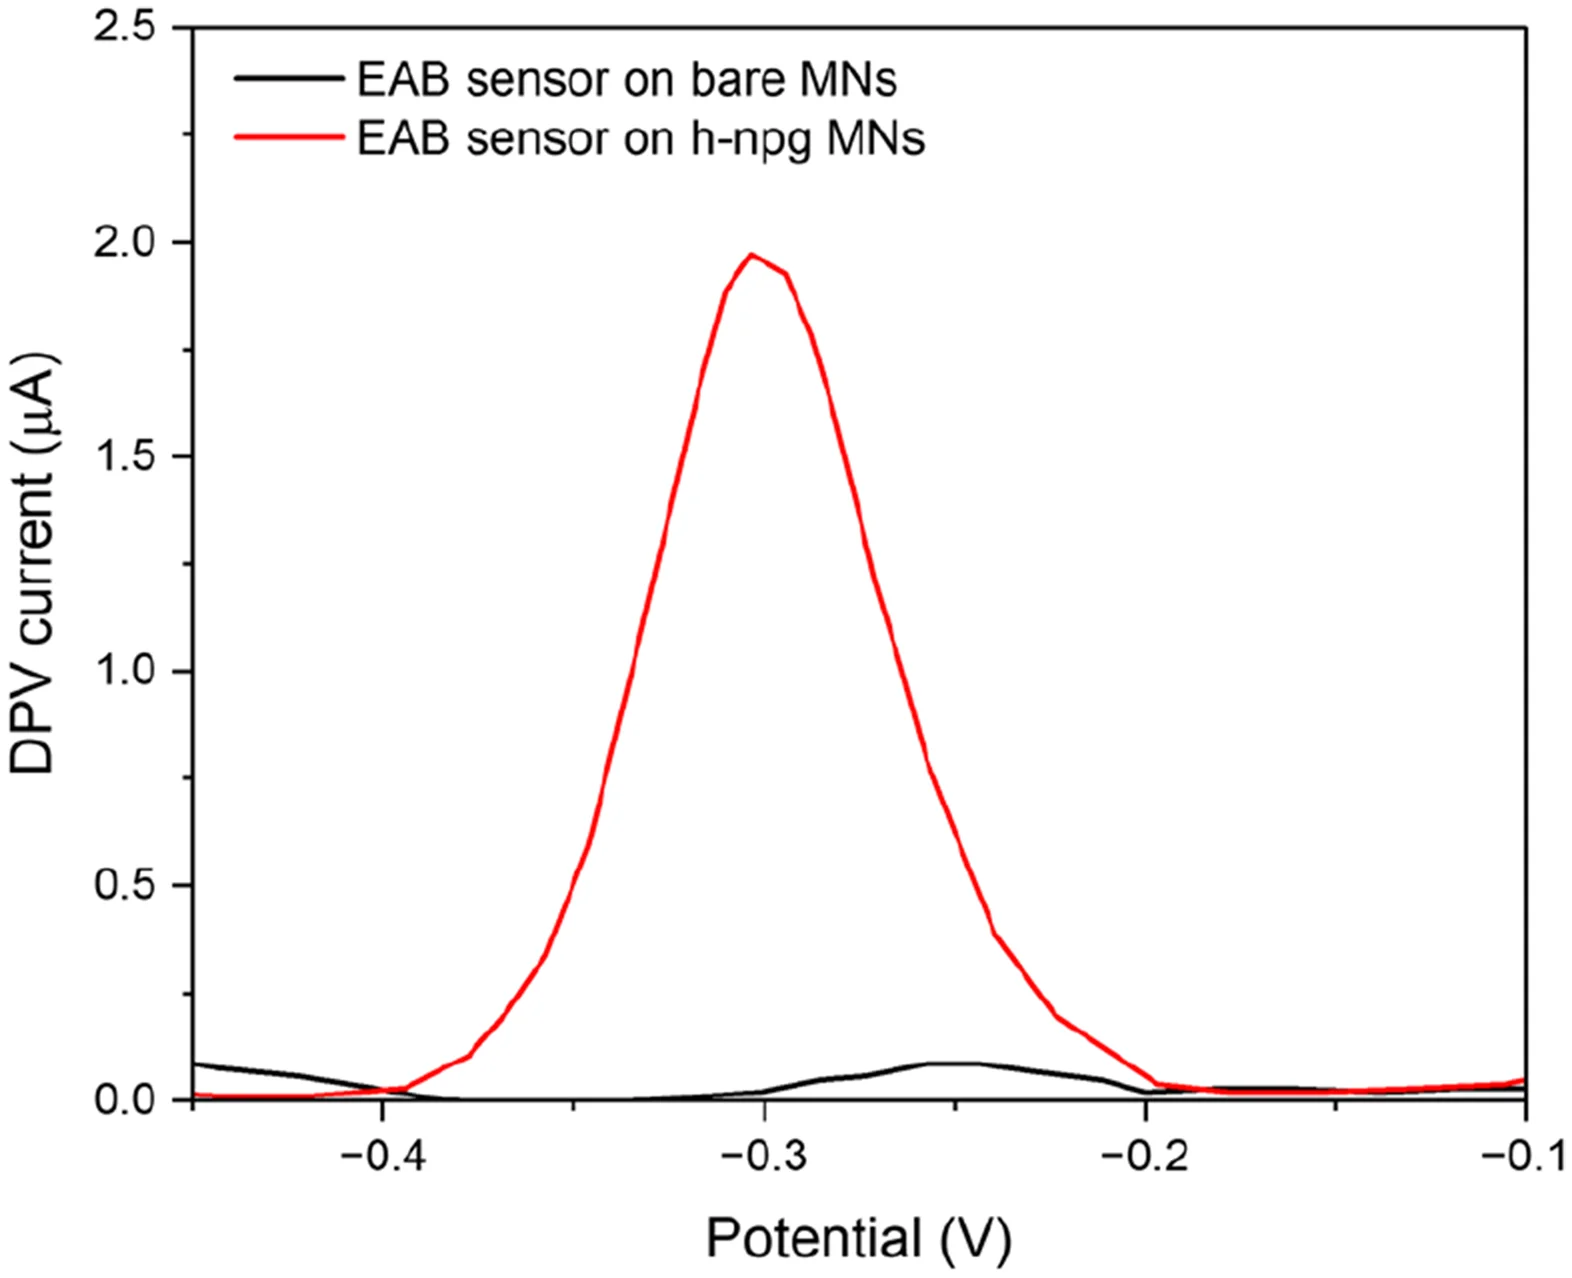 EAB sensor on bare MNs
EAB sensor on h-npg MNs
2.5
2.0
1.5
1.0
0.5
0.0
DPV current (μA)
−0.4
−0.3
−0.2
−0.1
Potential (V)